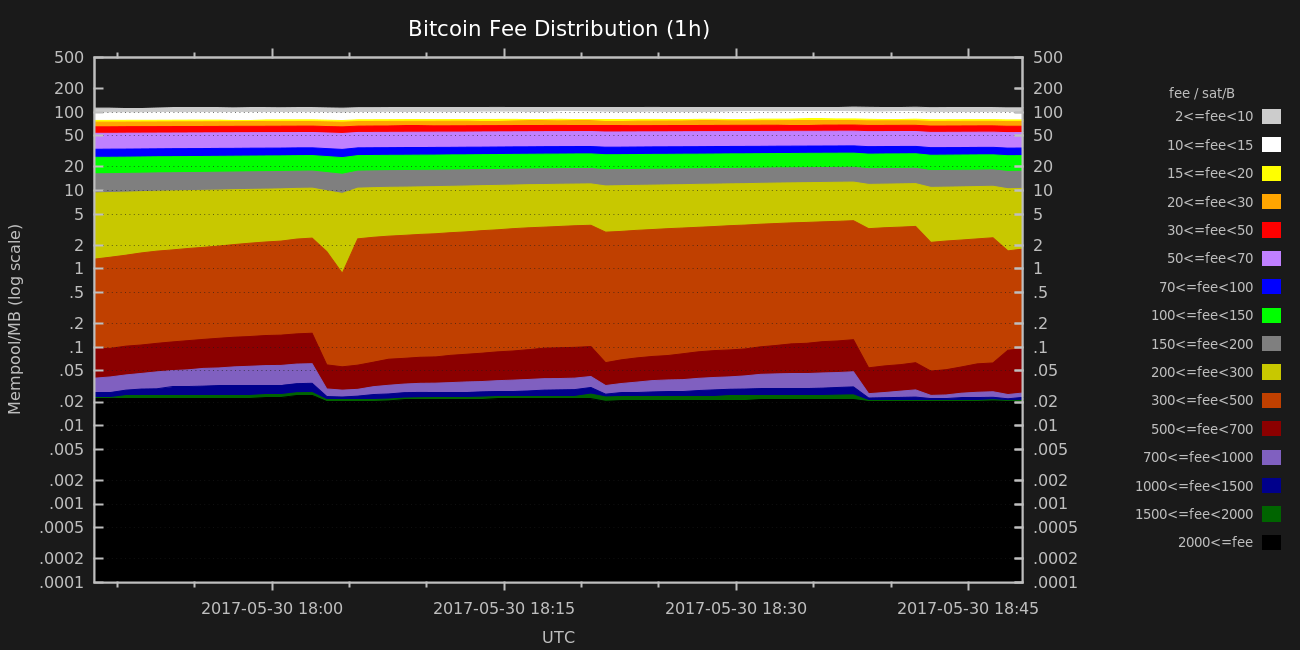 Bitcoin Fee Distribution (1h)
Mempool/MB (log scale)
500
200
100
50
20
10
5
2
1
.5
.2
.1
.05
.02
.01
.005
.002
.001
.0005
.0002
.0001
500
200
100
50
20
10
5
2
1
.5
.2
.1
.05
.02
.01
.005
.002
.001
.0005
.0002
.0001
2017-05-30 18:00
2017-05-30 18:15
2017-05-30 18:30
2017-05-30 18:45
UTC
fee / sat/B
2<=fee<10
10<=fee<15
15<=fee<20
20<=fee<30
30<=fee<50
50<=fee<70
70<=fee<100
100<=fee<150
150<=fee<200
200<=fee<300
300<=fee<500
500<=fee<700
700<=fee<1000
1000<=fee<1500
1500<=fee<2000
2000<=fee